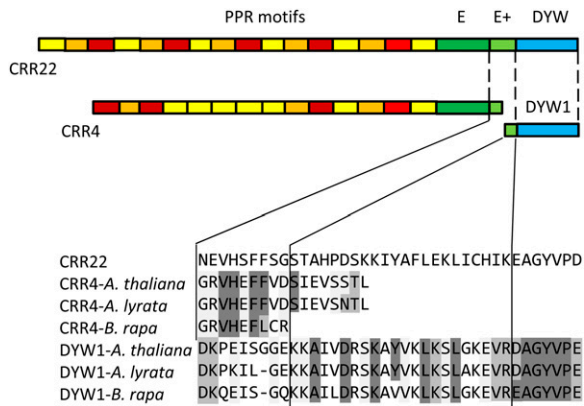 PPR motifs E E+ DYW
CRR22
CRR4 DYW1
CRR22 NEVHSFFSGSTAHPDSKKIYAFLEKLICHIKEAGYVPD
CRR4-A. thaliana GRVHEFFVDSIEVSSTL
CRR4-A. lyrata GRVHEFFVDSIEVSNTL
CRR4-B. rapa GRVHEFLCR
DYW1-A. thaliana DKPEISGGEKKAIVDRSKAYVKLKSLGKEVRDAGYVPE
DYW1-A. lyrata DKPKIL-GEKKAIVDRSKAYVKLKSLAKEVRDAGYVPE
DYW1-B. rapa DKQEIS-GQKKAILDRSKAVVKLKSLGKEVRDAGYVPE